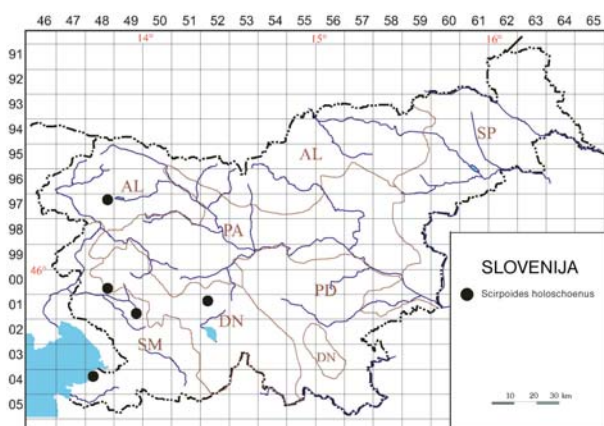 46 47 48 49 50 51 52 53 54 55 56 57 58 59 60 61 62 63 64 65
14° 15° 16°
91
92
93
94
95
96
97
98
99
46° 00
01
02
03
04
05
SP
AL
AL
PA
PD
DN
SM
DN
SLOVENIJA
Scirpoides holoschoenus
10 20 30 km